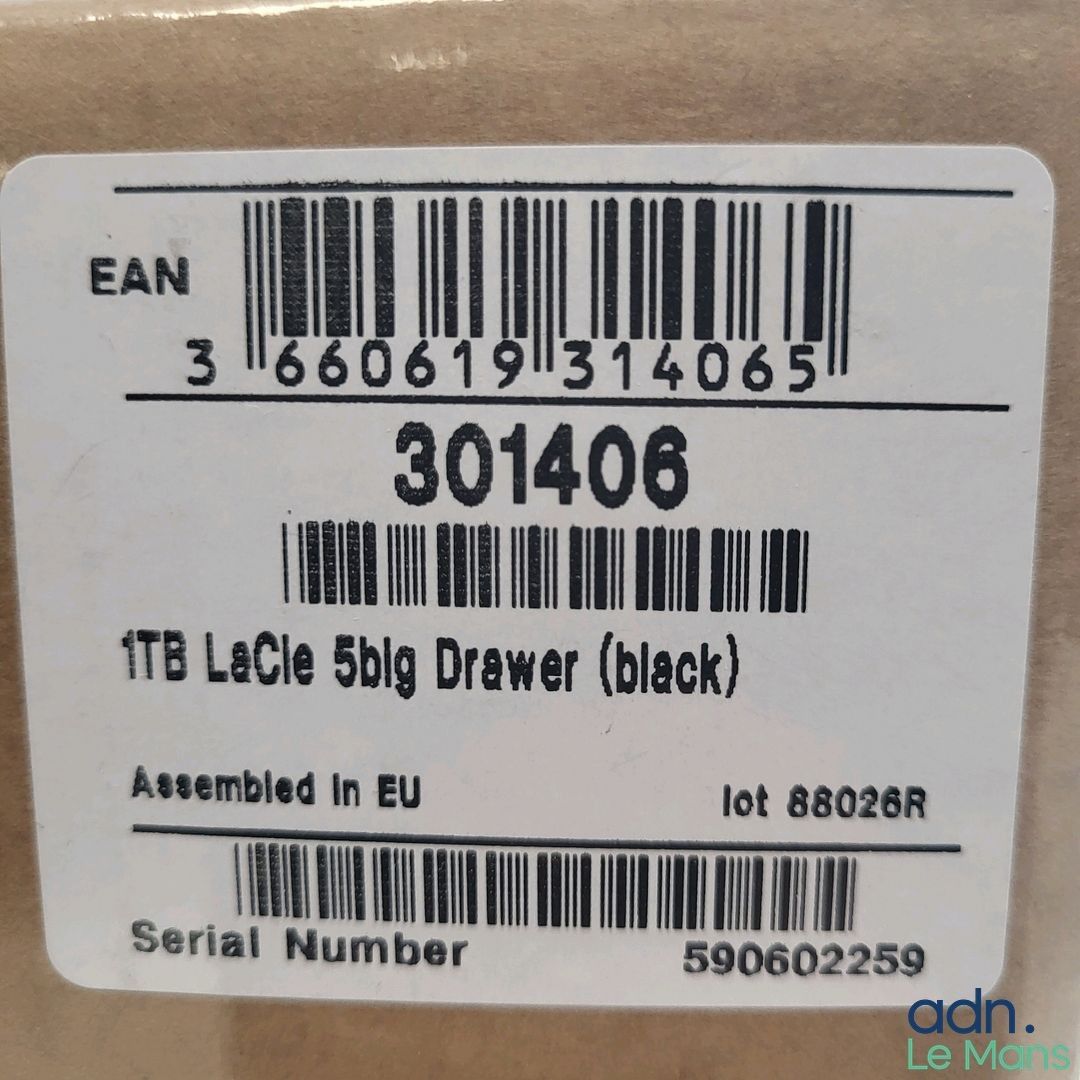 EAN
3 660619 314065
301406
1TB LaCie 5big Drawer (black)
Assembled in EU lot 88026R
Serial Number 590602259
adn.
Le Mans